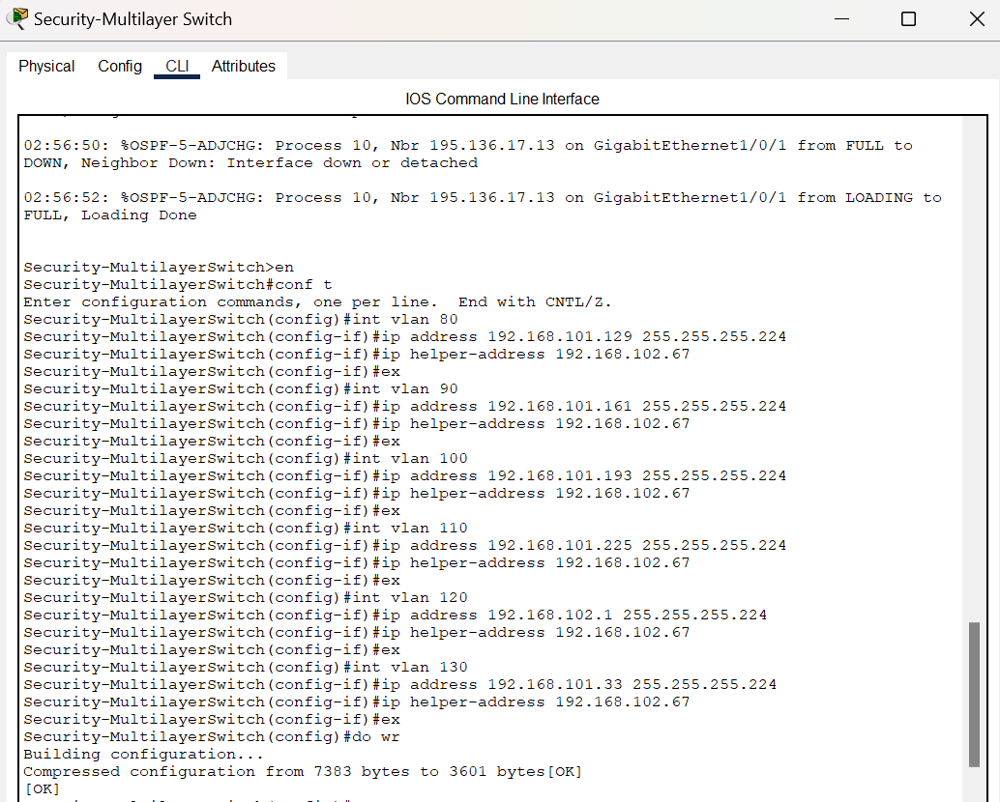 Security-Multilayer Switch
Physical Config CLI Attributes
IOS Command Line Interface
02:56:50: %OSPF-5-ADJCHG: Process 10, Nbr 195.136.17.13 on GigabitEthernet1/0/1 from FULL to
DOWN, Neighbor Down: Interface down or detached
02:56:52: %OSPF-5-ADJCHG: Process 10, Nbr 195.136.17.13 on GigabitEthernet1/0/1 from LOADING to
FULL, Loading Done
Security-MultilayerSwitch>en
Security-MultilayerSwitch#conf t
Enter configuration commands, one per line.  End with CNTL/Z.
Security-MultilayerSwitch(config)#int vlan 80
Security-MultilayerSwitch(config-if)#ip address 192.168.101.129 255.255.255.224
Security-MultilayerSwitch(config-if)#ip helper-address 192.168.102.67
Security-MultilayerSwitch(config-if)#ex
Security-MultilayerSwitch(config)#int vlan 90
Security-MultilayerSwitch(config-if)#ip address 192.168.101.161 255.255.255.224
Security-MultilayerSwitch(config-if)#ip helper-address 192.168.102.67
Security-MultilayerSwitch(config-if)#ex
Security-MultilayerSwitch(config)#int vlan 100
Security-MultilayerSwitch(config-if)#ip address 192.168.101.193 255.255.255.224
Security-MultilayerSwitch(config-if)#ip helper-address 192.168.102.67
Security-MultilayerSwitch(config-if)#ex
Security-MultilayerSwitch(config)#int vlan 110
Security-MultilayerSwitch(config-if)#ip address 192.168.101.225 255.255.255.224
Security-MultilayerSwitch(config-if)#ip helper-address 192.168.102.67
Security-MultilayerSwitch(config-if)#ex
Security-MultilayerSwitch(config)#int vlan 120
Security-MultilayerSwitch(config-if)#ip address 192.168.102.1 255.255.255.224
Security-MultilayerSwitch(config-if)#ip helper-address 192.168.102.67
Security-MultilayerSwitch(config-if)#ex
Security-MultilayerSwitch(config)#int vlan 130
Security-MultilayerSwitch(config-if)#ip address 192.168.101.33 255.255.255.224
Security-MultilayerSwitch(config-if)#ip helper-address 192.168.102.67
Security-MultilayerSwitch(config-if)#ex
Security-MultilayerSwitch(config)#do wr
Building configuration...
Compressed configuration from 7383 bytes to 3601 bytes[OK]
[OK]